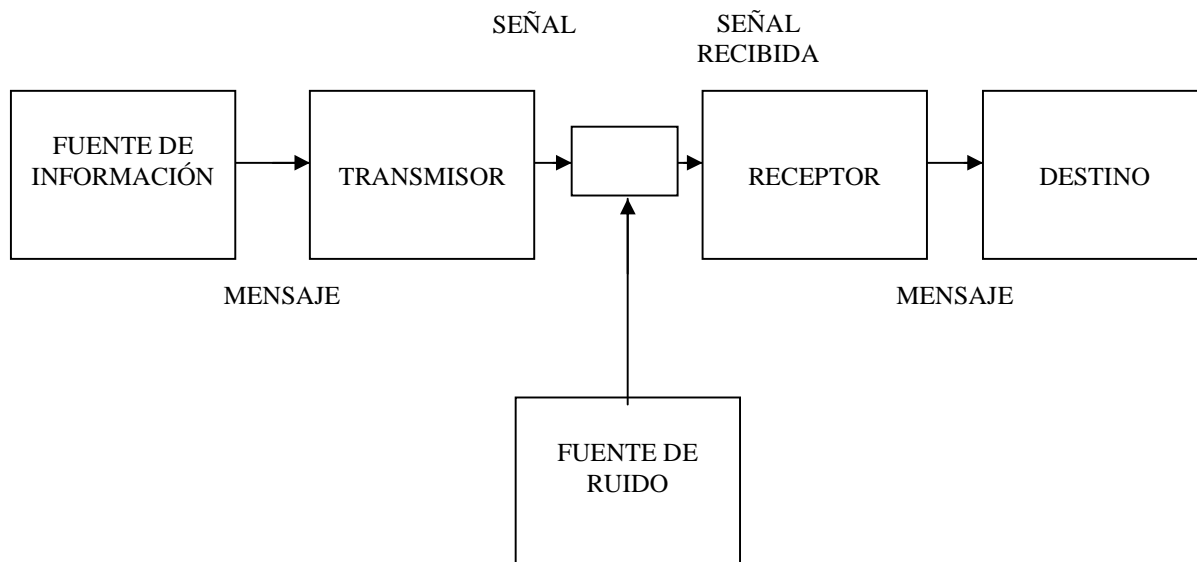 SEÑAL
SEÑAL
RECIBIDA
FUENTE DE
INFORMACIÓN
TRANSMISOR
RECEPTOR
DESTINO
MENSAJE
MENSAJE
FUENTE DE
RUIDO